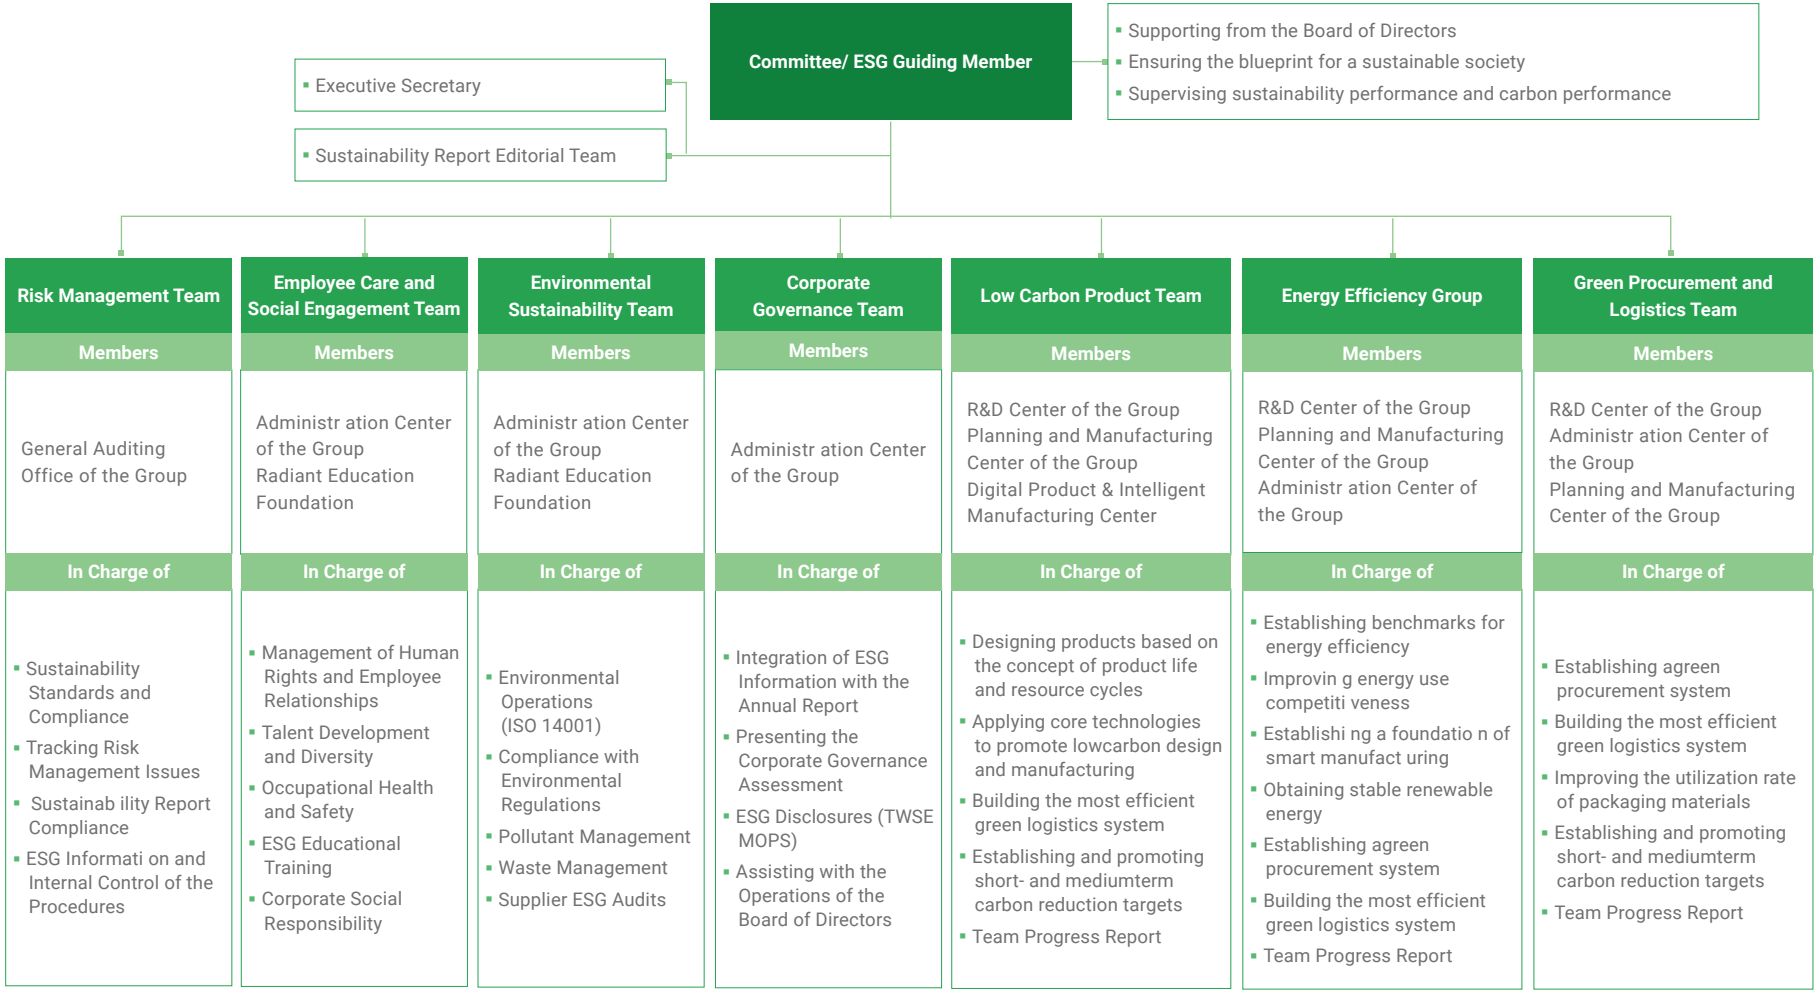 Committee/ ESG Guiding Member
Supporting from the Board of Directors
Ensuring the blueprint for a sustainable society
Supervising sustainability performance and carbon performance
Executive Secretary
Sustainability Report Editorial Team
Risk Management Team
Members
General Auditing
Office of the Group
In Charge of
Sustainability
Standards and
Compliance
Tracking Risk
Management Issues
Sustainab ility Report
Compliance
ESG Informati on and
Internal Control of the
Procedures
Employee Care and
Social Engagement Team
Members
Administr ation Center
of the Group
Radiant Education
Foundation
In Charge of
Management of Human
Rights and Employee
Relationships
Talent Development
and Diversity
Occupational Health
and Safety
ESG Educational
Training
Corporate Social
Responsibility
Environmental
Sustainability Team
Members
Administr ation Center
of the Group
Radiant Education
Foundation
In Charge of
Environmental
Operations
(ISO 14001)
Compliance with
Environmental
Regulations
Pollutant Management
Waste Management
Supplier ESG Audits
Corporate
Governance Team
Members
Administr ation Center
of the Group
In Charge of
Integration of ESG
Information with the
Annual Report
Presenting the
Corporate Governance
Assessment
ESG Disclosures (TWSE
MOPS)
Assisting with the
Operations of the
Board of Directors
Low Carbon Product Team
Members
R&D Center of the Group
Planning and Manufacturing
Center of the Group
Digital Product & Intelligent
Manufacturing Center
In Charge of
Designing products based on
the concept of product life
and resource cycles
Applying core technologies
to promote lowcarbon design
and manufacturing
Building the most efficient
green logistics system
Establishing and promoting
short- and mediumterm
carbon reduction targets
Team Progress Report
Energy Efficiency Group
Members
R&D Center of the Group
Planning and Manufacturing
Center of the Group
Administr ation Center of
the Group
In Charge of
Establishing benchmarks for
energy efficiency
Improvin g energy use
competiti veness
Establishi ng a foundatio n of
smart manufact uring
Obtaining stable renewable
energy
Establishing agreen
procurement system
Building the most efficient
green logistics system
Team Progress Report
Green Procurement and
Logistics Team
Members
R&D Center of the Group
Administr ation Center of
the Group
Planning and Manufacturing
Center of the Group
In Charge of
Establishing agreen
procurement system
Building the most efficient
green logistics system
Improving the utilization rate
of packaging materials
Establishing and promoting
short- and mediumterm
carbon reduction targets
Team Progress Report